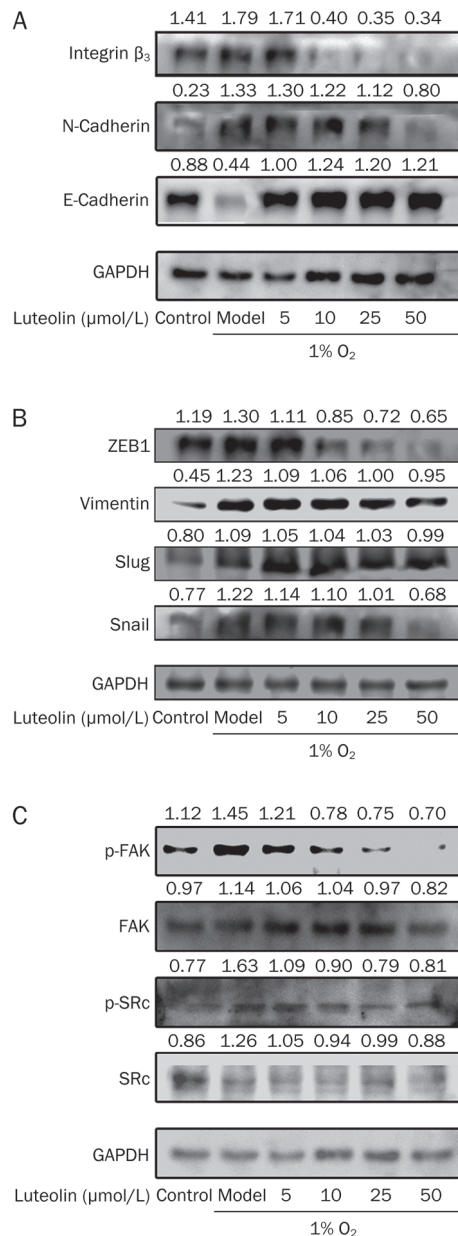 A
1.41 1.79 1.71 0.40 0.35 0.34
Integrin β₃
0.23 1.33 1.30 1.22 1.12 0.80
N-Cadherin
0.88 0.44 1.00 1.24 1.20 1.21
E-Cadherin
GAPDH
Luteolin (μmol/L) Control Model 5 10 25 50
1% O₂
B
1.19 1.30 1.11 0.85 0.72 0.65
ZEB1
0.45 1.23 1.09 1.06 1.00 0.95
Vimentin
0.80 1.09 1.05 1.04 1.03 0.99
Slug
0.77 1.22 1.14 1.10 1.01 0.68
Snail
GAPDH
Luteolin (μmol/L) Control Model 5 10 25 50
1% O₂
C
1.12 1.45 1.21 0.78 0.75 0.70
p-FAK
0.97 1.14 1.06 1.04 0.97 0.82
FAK
0.77 1.63 1.09 0.90 0.79 0.81
p-SRc
0.86 1.26 1.05 0.94 0.99 0.88
SRc
GAPDH
Luteolin (μmol/L) Control Model 5 10 25 50
1% O₂